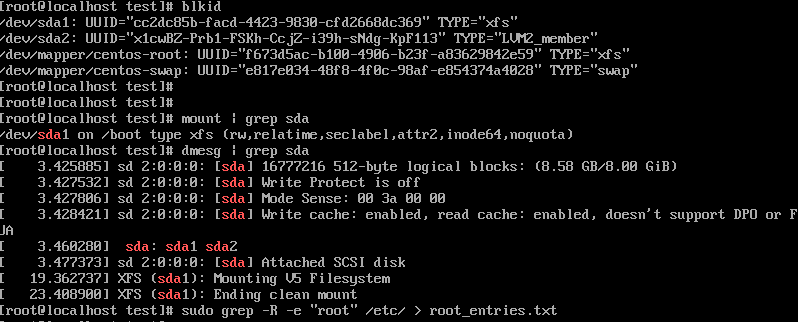 [root@localhost test]# blkid
/dev/sda1: UUID="cc2dc85b-facd-4423-9830-cfd2668dc369" TYPE="xfs"
/dev/sda2: UUID="x1cwBZ-Prb1-FSKh-CcjZ-i39h-sNdg-KpF113" TYPE="LVM2_member"
/dev/mapper/centos-root: UUID="f673d5ac-b100-4906-b23f-a83629842e59" TYPE="xfs"
/dev/mapper/centos-swap: UUID="e817e034-48f8-4f0c-98af-e854374a4028" TYPE="swap"
[root@localhost test]#
[root@localhost test]#
[root@localhost test]# mount | grep sda
/dev/sda1 on /boot type xfs (rw,relatime,seclabel,attr2,inode64,noquota)
[root@localhost test]# dmesg | grep sda
[    3.425885] sd 2:0:0:0: [sda] 16777216 512-byte logical blocks: (8.58 GB/8.00 GiB)
[    3.427532] sd 2:0:0:0: [sda] Write Protect is off
[    3.427806] sd 2:0:0:0: [sda] Mode Sense: 00 3a 00 00
[    3.428421] sd 2:0:0:0: [sda] Write cache: enabled, read cache: enabled, doesn't support DPO or F
UA
[    3.460280]  sda: sda1 sda2
[    3.477373] sd 2:0:0:0: [sda] Attached SCSI disk
[   19.362737] XFS (sda1): Mounting V5 Filesystem
[   23.408900] XFS (sda1): Ending clean mount
[root@localhost test]# sudo grep -R -e "root" /etc/ > root_entries.txt